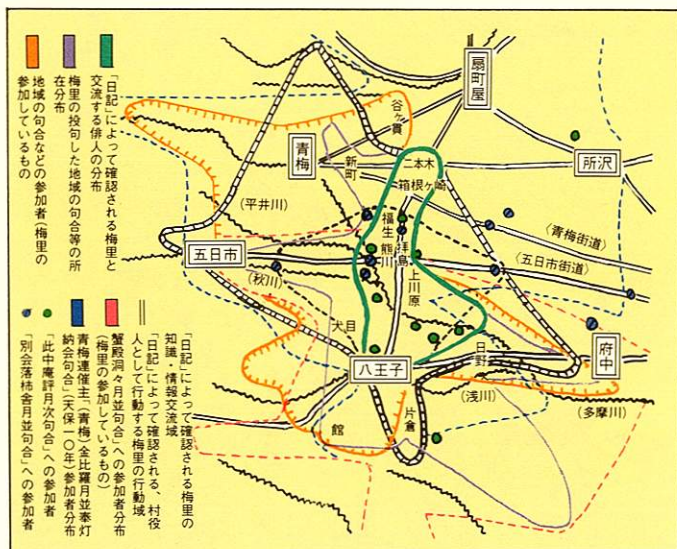 「日記」によって確認される梅里と
交流する俳人の分布
梅里の投句した地域の句合等の所
在分布
地域の句合などの参加者(梅里の
参加しているもの
「日記」によって確認される梅里の
知識・情報交流域
「日記」によって確認される、村役
人として行動する梅里の行動域
蟹殿洞々月並句合」への参加者分布
(梅里の参加しているもの)
青梅連催主、(青梅)金比羅月並奉灯
納会句合」(天保一〇年)参加者分布
「此中庵評月次句合」への参加者
「別会落柿舎月並句合」への参加者
扇町屋
谷ヶ貫
青梅
新町
二本木
箱根ヶ崎
所沢
(平井川)
五日市
(秋川)
福生
熊川
拝島
上川原
〈青梅街道〉
〈五日市街道〉
犬目
八王子
日野
府中
(浅川)
(多摩川)
片倉
館